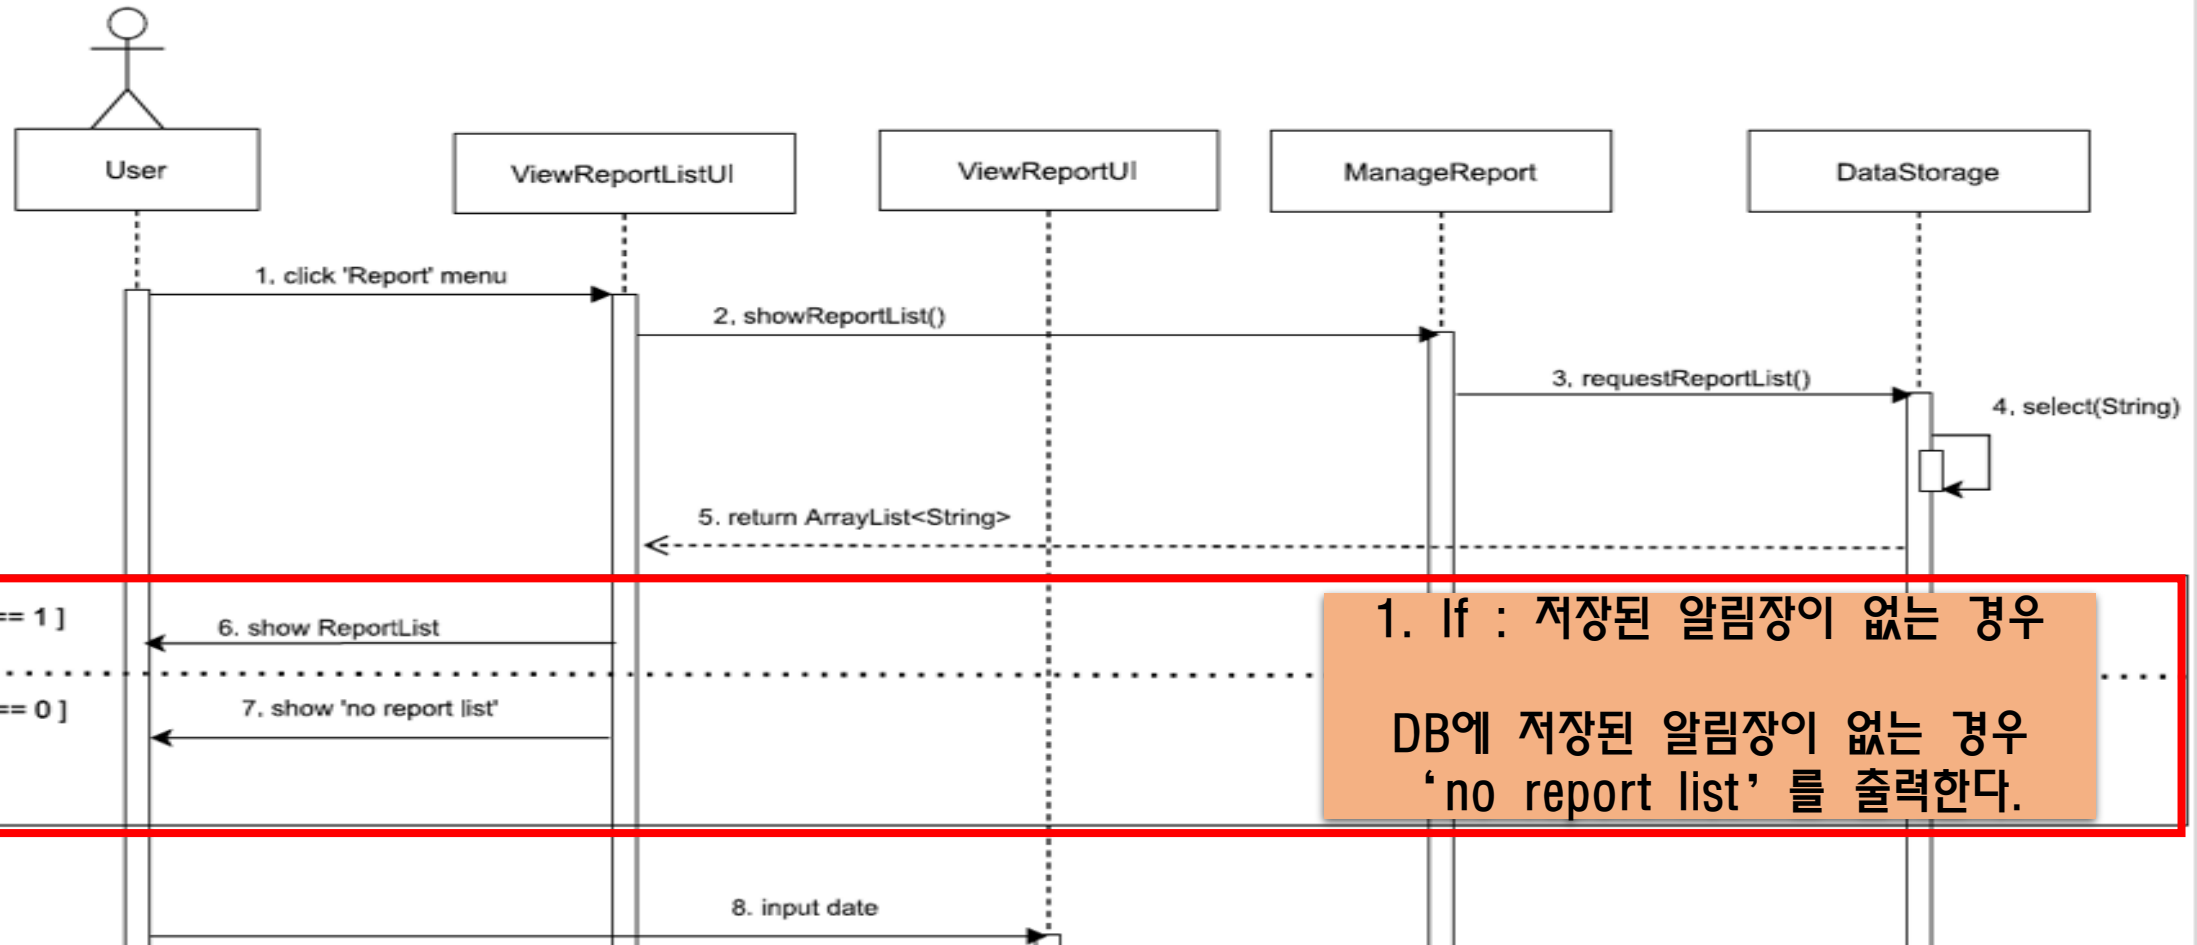 User
ViewReportListUI
ViewReportUI
ManageReport
DataStorage
1. click 'Report' menu
2. showReportList()
3. requestReportList()
4. select(String)
5. return ArrayList<String>
== 1 ]
6. show ReportList
== 0 ]
7. show 'no report list'
1. If : 저장된 알림장이 없는 경우
DB에 저장된 알림장이 없는 경우
‘no report list’를 출력한다.
8. input date